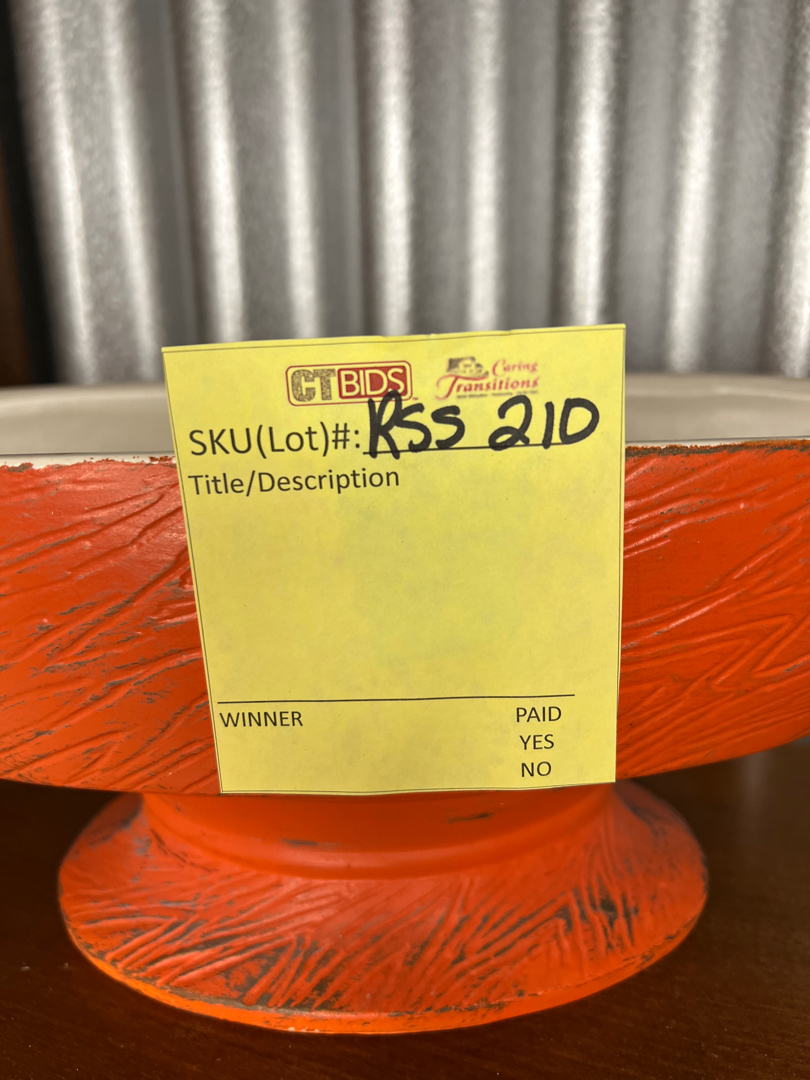 CTBIDS
Caring
Transitions
SKU(Lot)#: RSS 210
Title/Description
WINNER PAID
YES
NO